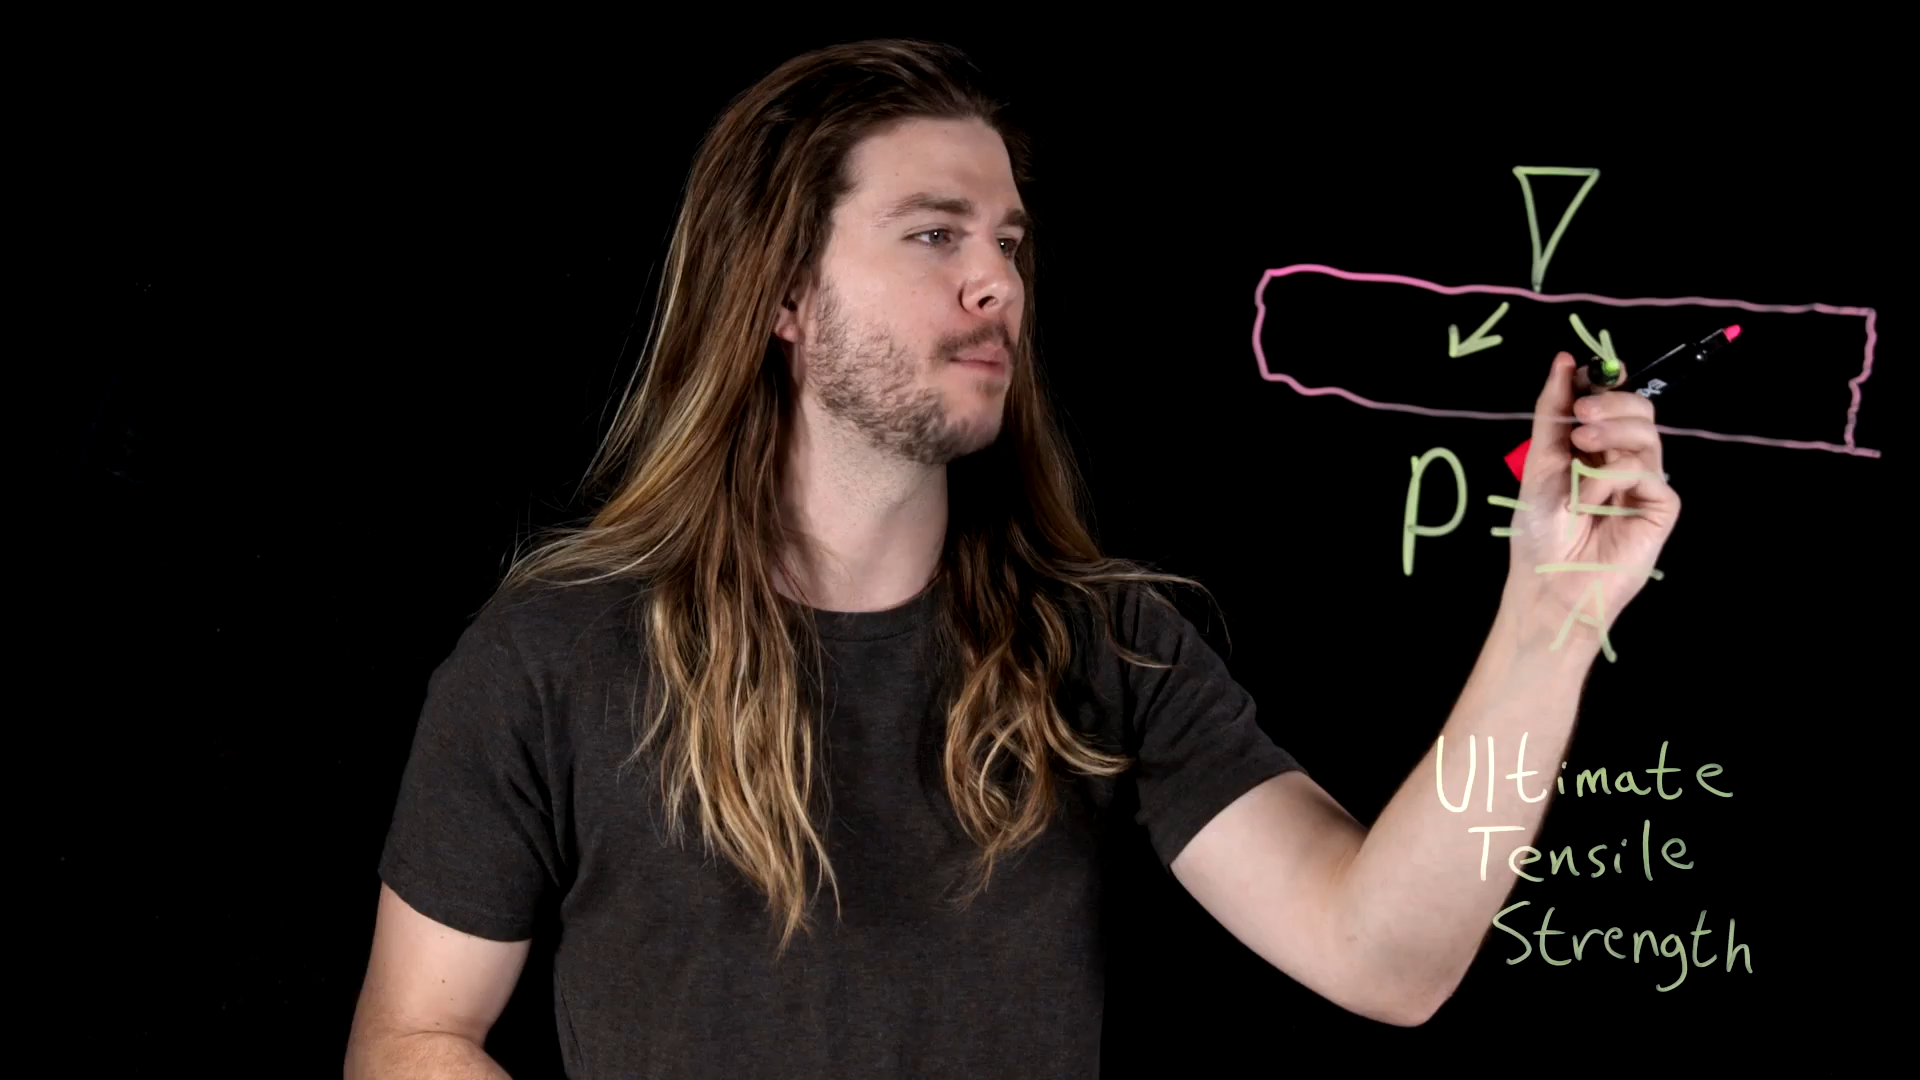 P = F
A
Ultimate
Tensile
Strength